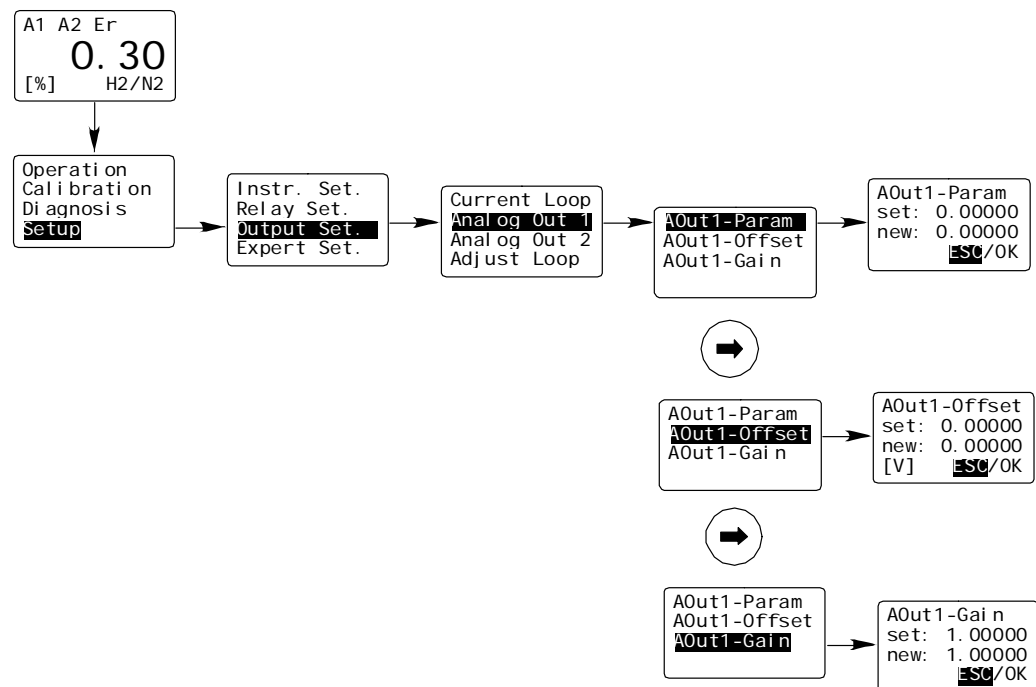 A1 A2 Er
0.30
[%] H2/N2
Operation
Calibration
Diagnosis
Setup
Instr. Set.
Relay Set.
Output Set.
Expert Set.
Current Loop
Analog Out 1
Analog Out 2
Adjust Loop
AOut1-Param
AOut1-Offset
AOut1-Gain
AOut1-Param
set: 0.00000
new: 0.00000
ESC/OK
AOut1-Param
AOut1-Offset
AOut1-Gain
AOut1-Offset
set: 0.00000
new: 0.00000
[V] ESC/OK
AOut1-Param
AOut1-Offset
AOut1-Gain
AOut1-Gain
set: 1.00000
new: 1.00000
ESC/OK